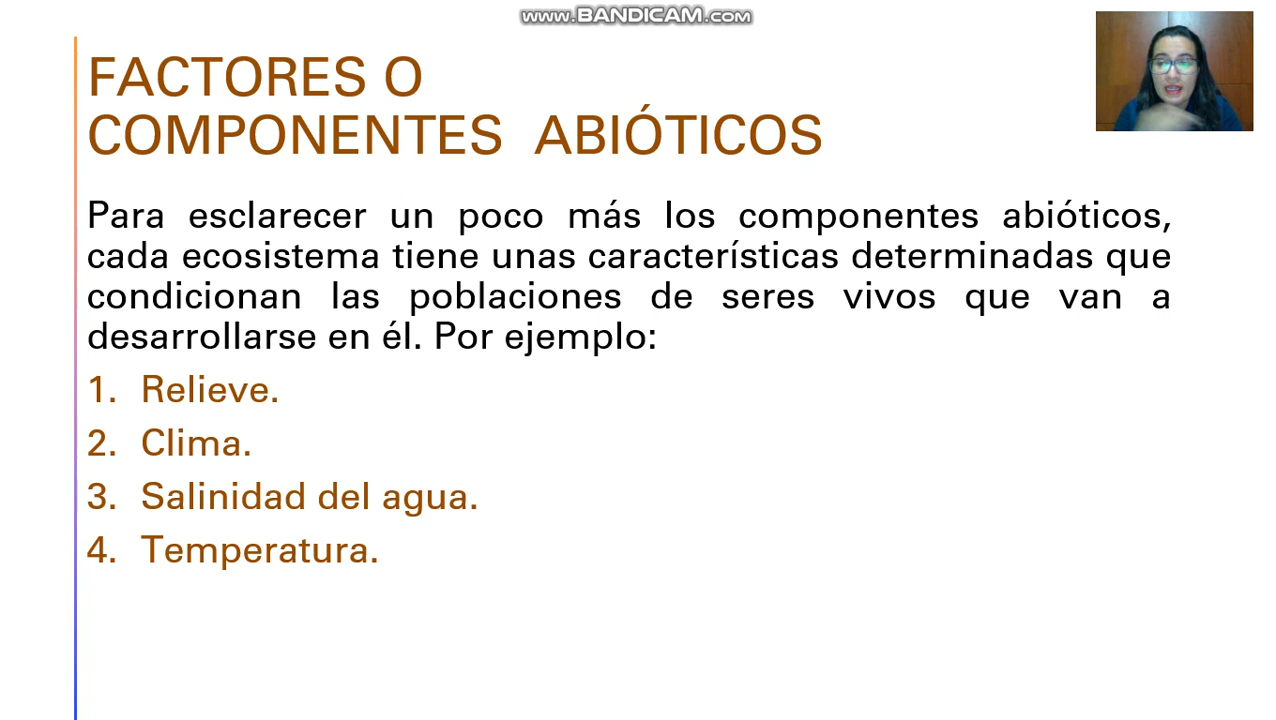 www.BANDICAM.com
FACTORES O
COMPONENTES ABIÓTICOS
Para esclarecer un poco más los componentes abióticos,
cada ecosistema tiene unas características determinadas que
condicionan las poblaciones de seres vivos que van a
desarrollarse en él. Por ejemplo:
1. Relieve.
2. Clima.
3. Salinidad del agua.
4. Temperatura.